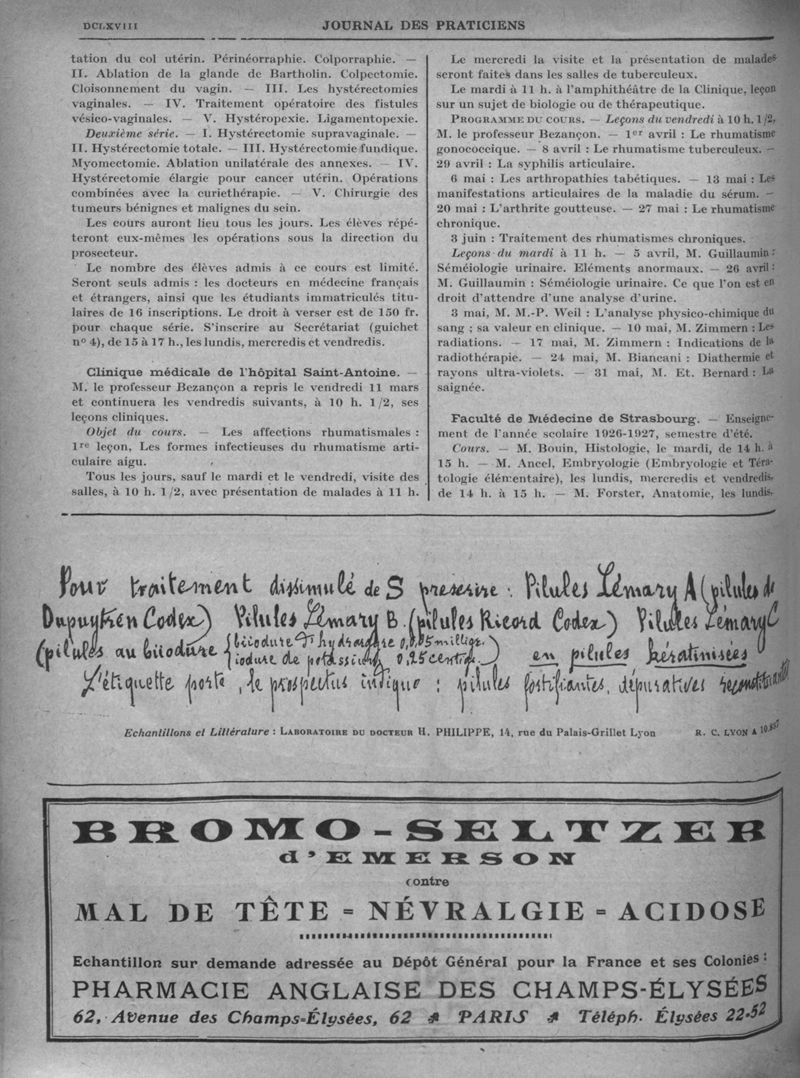 DCLXVIII JOURNAL DES PRATICIENS
tation du col utérin. Périnéorraphie. Colporraphie. —
II. Ablation de la glande de Bartholin. Colpectomie.
Cloisonnement du vagin. — III. Les hystérectomies
vaginales. — IV. Traitement opératoire des fistules
vésico-vaginales. — V. Hystéropexie. Ligamentopexie.
Deuxième série. — I. Hystérectomie supravaginale. —
II. Hystérectomie totale. — III. Hystérectomie fundique.
Myomectomie. Ablation unilatérale des annexes. — IV.
Hystérectomie élargie pour cancer utérin. Opérations
combinées avec la curiethérapie. — V. Chirurgie des
tumeurs bénignes et malignes du sein.
Les cours auront lieu tous les jours. Les élèves répé-
teront eux-mêmes les opérations sous la direction du
prosecteur.
Le nombre des élèves admis à ce cours est limité.
Seront seuls admis : les docteurs en médecine français
et étrangers, ainsi que les étudiants immatriculés titu-
laires de 16 inscriptions. Le droit à verser est de 150 fr.
pour chaque série. S'inscrire au Secrétariat (guichet
n° 4), de 15 à 17 h., les lundis, mercredis et vendredis.
Clinique médicale de l'hôpital Saint-Antoine. —
M. le professeur Bezançon a repris le vendredi 11 mars
et continuera les vendredis suivants, à 10 h. 1/2, ses
leçons cliniques.
Objet du cours. — Les affections rhumatismales :
1re leçon, Les formes infectieuses du rhumatisme arti-
culaire aigu.
Tous les jours, sauf le mardi et le vendredi, visite des
salles, à 10 h. 1/2, avec présentation de malades à 11 h.
Le mercredi la visite et la présentation de malades
seront faites dans les salles de tuberculeux.
Le mardi à 11 h. à l'amphithéâtre de la Clinique, leçon
sur un sujet de biologie ou de thérapeutique.
PROGRAMME DU COURS. — Leçons du vendredi à 10 h. 1/2,
M. le professeur Bezançon. — 1er avril : Le rhumatisme
gonococcique. — 8 avril : Le rhumatisme tuberculeux. —
29 avril : La syphilis articulaire.
6 mai : Les arthropathies tabétiques. — 13 mai : Les
manifestations articulaires de la maladie du sérum. —
20 mai : L'arthrite goutteuse. — 27 mai : Le rhumatisme
chronique.
3 juin : Traitement des rhumatismes chroniques.
Leçons du mardi à 11 h. — 5 avril, M. Guillaumin :
Séméiologie urinaire. Eléments anormaux. — 26 avril :
M. Guillaumin : Séméiologie urinaire. Ce que l'on est en
droit d'attendre d'une analyse d'urine.
3 mai, M. M.-P. Weil : L'analyse physico-chimique du
sang ; sa valeur en clinique. — 10 mai, M. Zimmern : Les
radiations. — 17 mai, M. Zimmern : Indications de la
radiothérapie. — 24 mai, M. Biancani : Diathermie et
rayons ultra-violets. — 31 mai, M. Et. Bernard : La
saignée.
Faculté de Médecine de Strasbourg. — Enseigne-
ment de l'année scolaire 1926-1927, semestre d'été.
Cours. — M. Bouin, Histologie, le mardi, de 14 h. à
15 h. — M. Ancel, Embryologie (Embryologie et Téra-
tologie élémentaire), les lundis, mercredis et vendredis,
de 14 h. à 15 h. — M. Forster, Anatomie, les lundis,
Pour traitement dissimulé de S prescrire : Pilules Lémary A (pilules de
Dupuytren Codex) Pilules Lémary B. (pilules Ricord Codex) Pilules Lémary C
(pilules au biiodure { biiodure d'hydrargre 0,005 milligr.
iodure de potassium 0,25 centigr. ) en pilules kératinisées
L'étiquette porte, le prospectus indique : pilules fortifiantes, dépuratives reconstituantes
Echantillons et Littérature : LABORATOIRE DU DOCTEUR H. PHILIPPE, 14, rue du Palais-Grillet Lyon R. C. LYON A 10.857
BROMO-SELTZER
d'EMERSON
contre
MAL DE TÊTE = NÉVRALGIE = ACIDOSE
Echantillon sur demande adressée au Dépôt Général pour la France et ses Colonies :
PHARMACIE ANGLAISE DES CHAMPS-ÉLYSÉES
62, Avenue des Champs-Élysées, 62 PARIS Téléph. Élysées 22-52